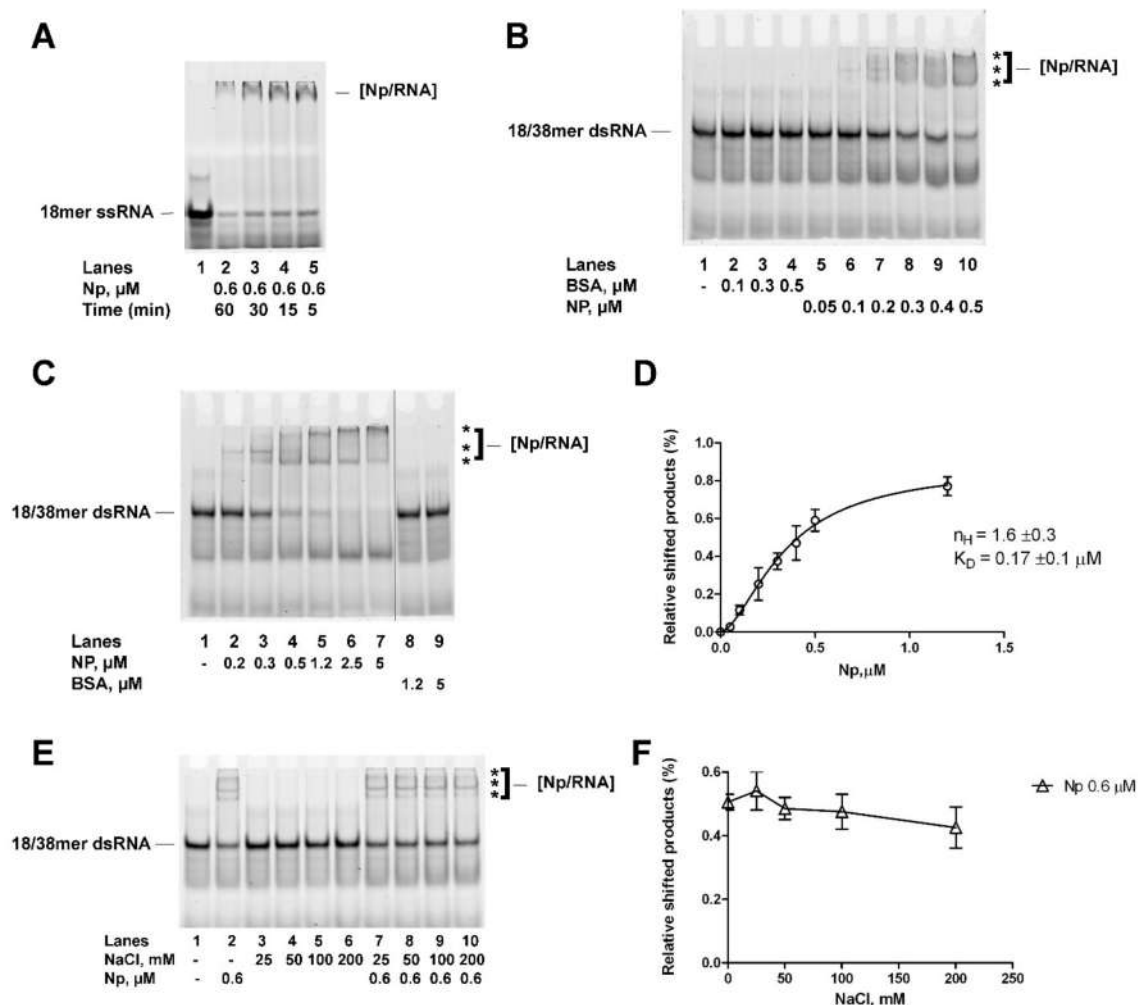 A
[Np/RNA]
18mer ssRNA
Lanes 1 2 3 4 5
Np, µM 0.6 0.6 0.6 0.6
Time (min) 60 30 15 5
B
* * *
[Np/RNA]
18/38mer dsRNA
Lanes 1 2 3 4 5 6 7 8 9 10
BSA, µM - 0.1 0.3 0.5
NP, µM 0.05 0.1 0.2 0.3 0.4 0.5
C
* * *
[Np/RNA]
18/38mer dsRNA
Lanes 1 2 3 4 5 6 7 8 9
NP, µM - 0.2 0.3 0.5 1.2 2.5 5
BSA, µM 1.2 5
D
Relative shifted products (%)
1.0
0.8
0.6
0.4
0.2
0.0
0.0 0.5 1.0 1.5
Np,µM
nH = 1.6 ±0.3
KD = 0.17 ±0.1 µM
E
* * *
[Np/RNA]
18/38mer dsRNA
Lanes 1 2 3 4 5 6 7 8 9 10
NaCl, mM - - 25 50 100 200 25 50 100 200
Np, µM - 0.6 0.6 0.6 0.6 0.6
F
Relative shifted products (%)
0.6
0.4
0.2
0.0
0 50 100 150 200 250
NaCl, mM
Np 0.6 µM